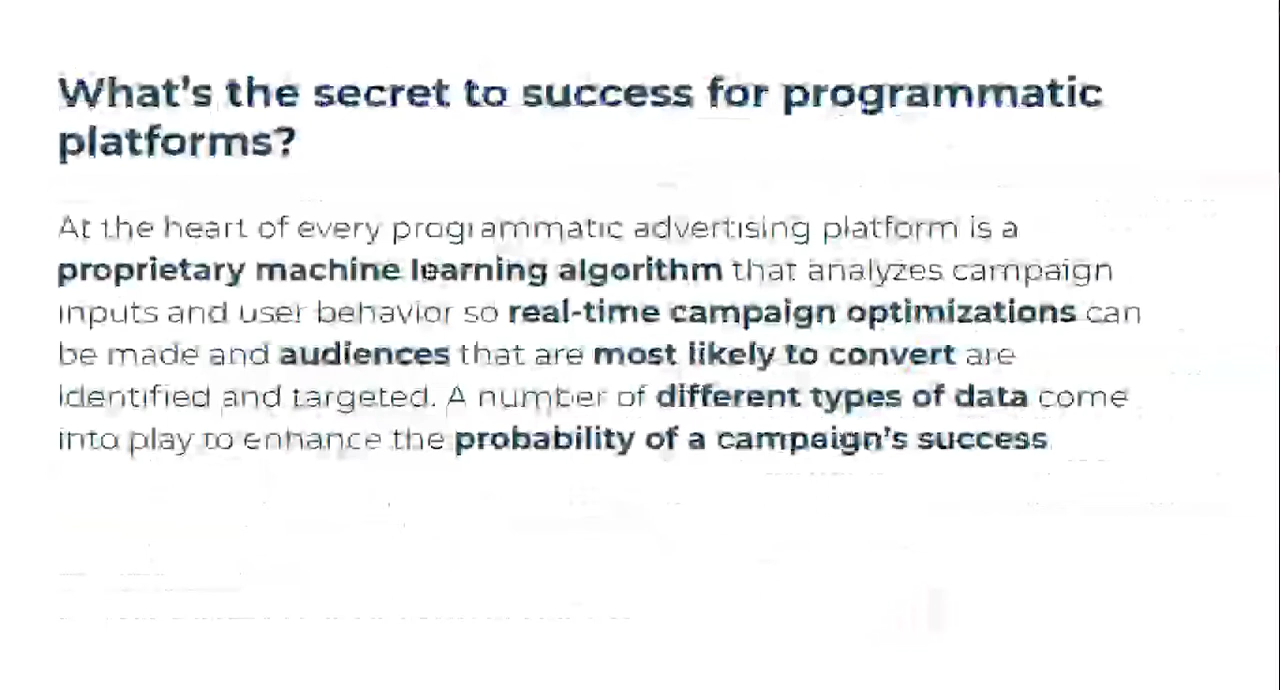 What's the secret to success for programmatic
platforms?
At the heart of every programmatic advertising platform is a
proprietary machine learning algorithm that analyzes campaign
inputs and user behavior so real-time campaign optimizations can
be made and audiences that are most likely to convert are
identified and targeted. A number of different types of data come
into play to enhance the probability of a campaign's success